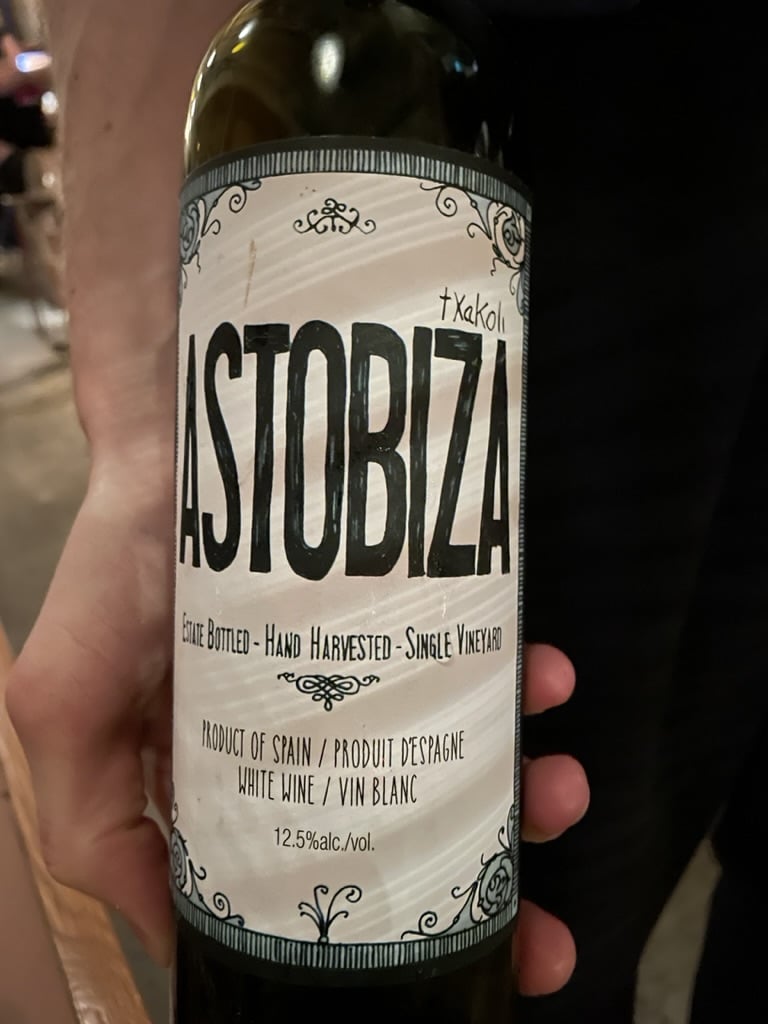 txakoli
ASTOBIZA
ESTATE BOTTLED - HAND HARVESTED - SINGLE VINEYARD
PRODUCT OF SPAIN / PRODUIT D'ESPAGNE
WHITE WINE / VIN BLANC
12.5%alc./vol.